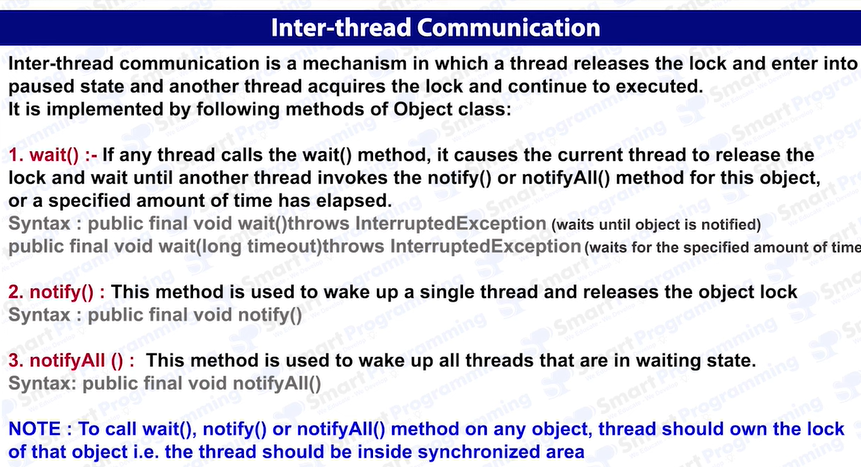 Inter-thread Communication
Inter-thread communication is a mechanism in which a thread releases the lock and enter into
paused state and another thread acquires the lock and continue to executed.
It is implemented by following methods of Object class:
1. wait() :- If any thread calls the wait() method, it causes the current thread to release the
lock and wait until another thread invokes the notify() or notifyAll() method for this object,
or a specified amount of time has elapsed.
Syntax : public final void wait()throws InterruptedException (waits until object is notified)
public final void wait(long timeout)throws InterruptedException (waits for the specified amount of time
2. notify() : This method is used to wake up a single thread and releases the object lock
Syntax : public final void notify()
3. notifyAll () : This method is used to wake up all threads that are in waiting state.
Syntax: public final void notifyAll()
NOTE : To call wait(), notify() or notifyAll() method on any object, thread should own the lock
of that object i.e. the thread should be inside synchronized area